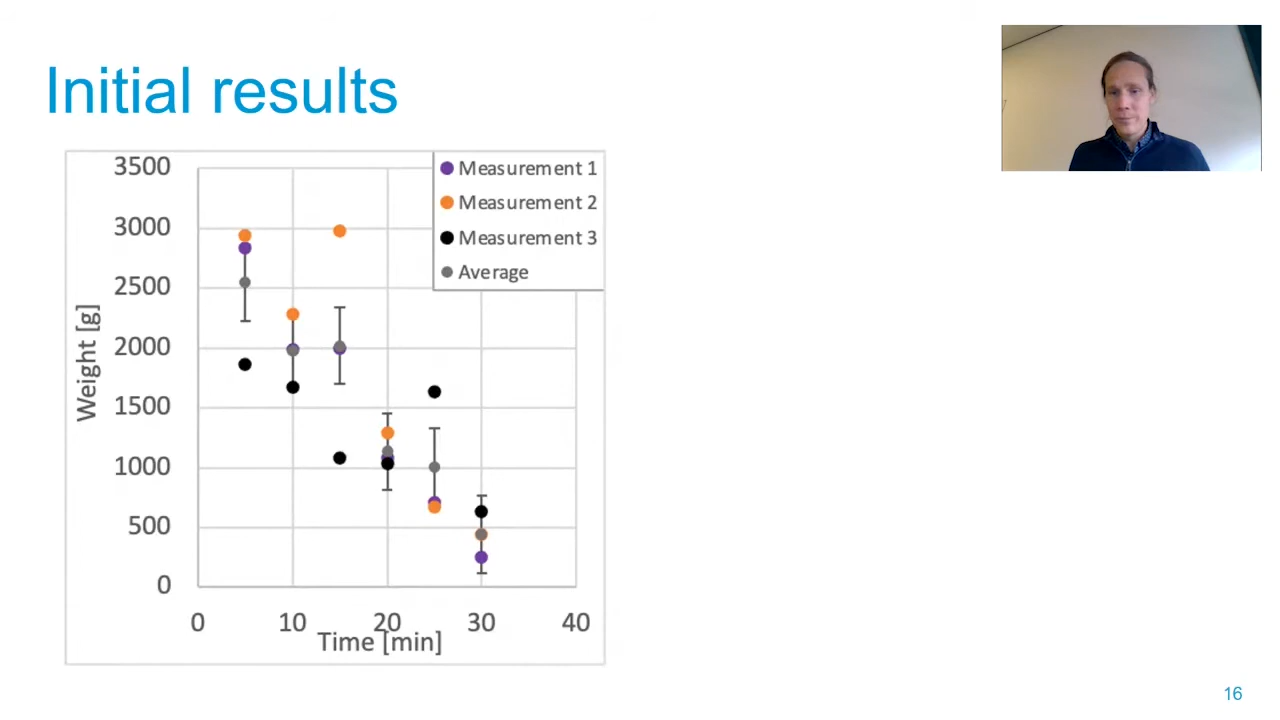 Initial results
3500
3000
2500
2000
1500
1000
500
0
Weight [g]
Measurement 1
Measurement 2
Measurement 3
Average
0 10 20 30 40
Time [min]
16